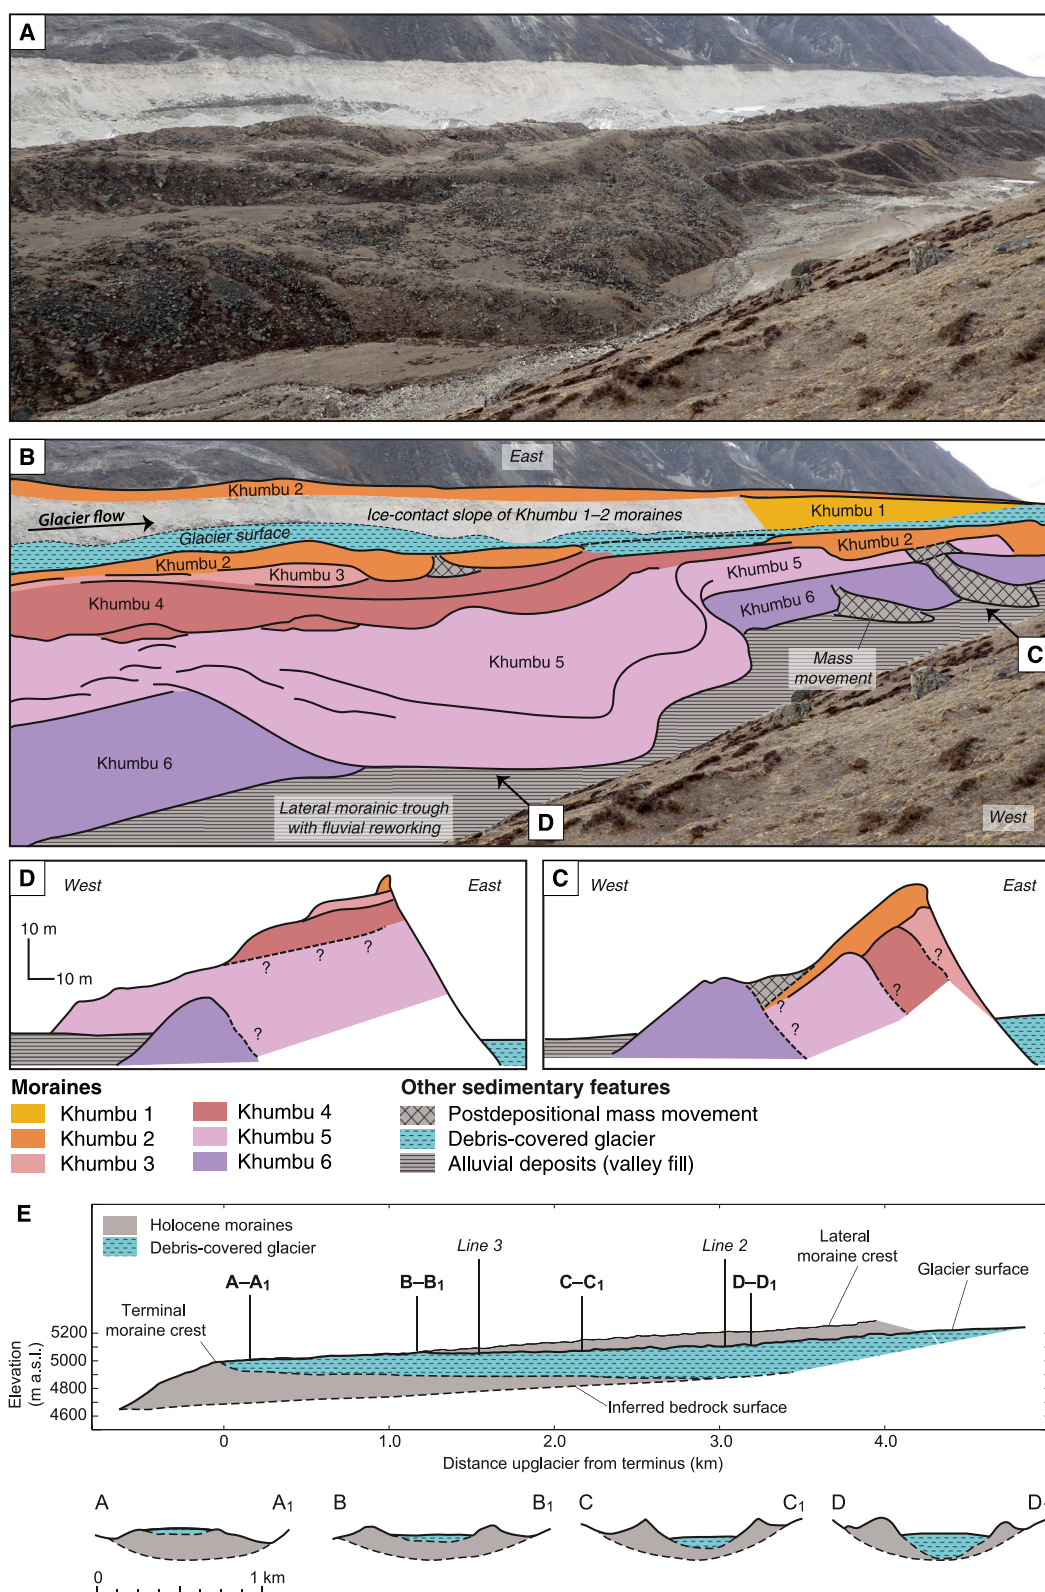 A
B
East
Khumbu 2
Glacier flow
Ice-contact slope of Khumbu 1–2 moraines
Khumbu 1
Glacier surface
Khumbu 2
Khumbu 2
Khumbu 3
Khumbu 5
Khumbu 4
Khumbu 6
Khumbu 5
C
Mass
movement
Khumbu 6
Lateral morainic trough
with fluvial reworking
D
West
D
West
East
10 m
10 m
?
?
?
?
C
West
East
?
?
?
?
Moraines
Khumbu 1
Khumbu 2
Khumbu 3
Khumbu 4
Khumbu 5
Khumbu 6
Other sedimentary features
Postdepositional mass movement
Debris-covered glacier
Alluvial deposits (valley fill)
E
Holocene moraines
Debris-covered glacier
Line 3
Line 2
Lateral
moraine crest
Glacier surface
A–A1
B–B1
C–C1
D–D1
Terminal
moraine crest
Inferred bedrock surface
Elevation
(m a.s.l.)
5200
5000
4800
4600
0
1.0
2.0
3.0
4.0
Distance upglacier from terminus (km)
A
A1
B
B1
C
C1
D
D1
0
1 km